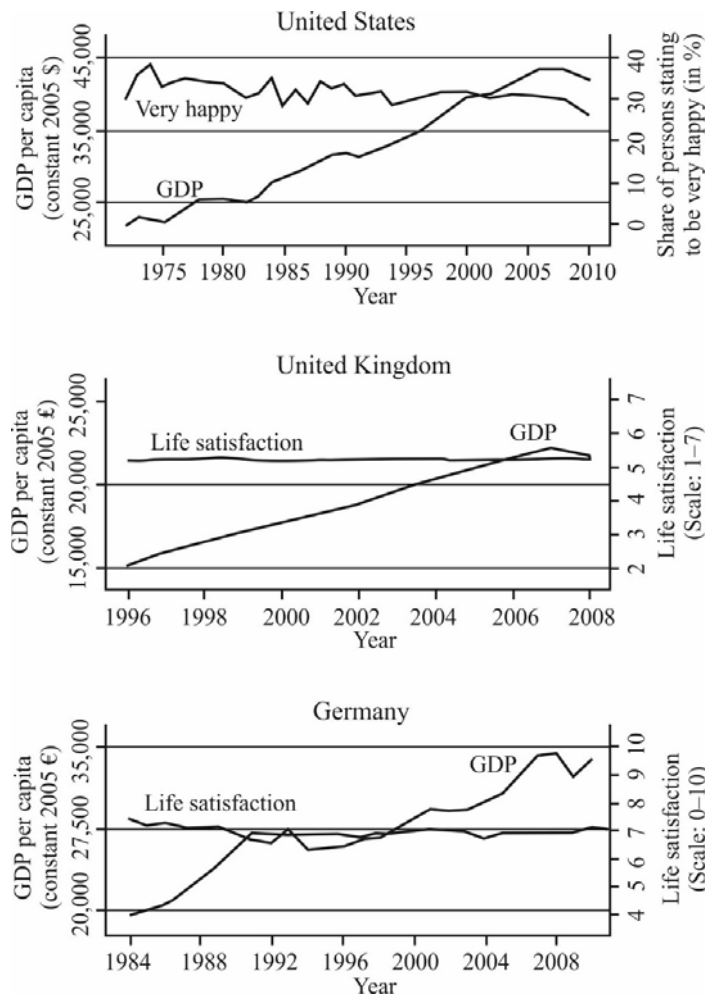 United States
GDP per capita
(constant 2005 $)
45,000
35,000
25,000
Very happy
GDP
40
30
20
10
0
Share of persons stating
to be very happy (in %)
1975 1980 1985 1990 1995 2000 2005 2010
Year
United Kingdom
GDP per capita
(constant 2005 £)
25,000
20,000
15,000
Life satisfaction
GDP
7
6
5
4
3
2
Life satisfaction
(Scale: 1–7)
1996 1998 2000 2002 2004 2006 2008
Year
Germany
GDP per capita
(constant 2005 €)
35,000
27,500
20,000
Life satisfaction
GDP
10
9
8
7
6
5
4
Life satisfaction
(Scale: 0–10)
1984 1988 1992 1996 2000 2004 2008
Year